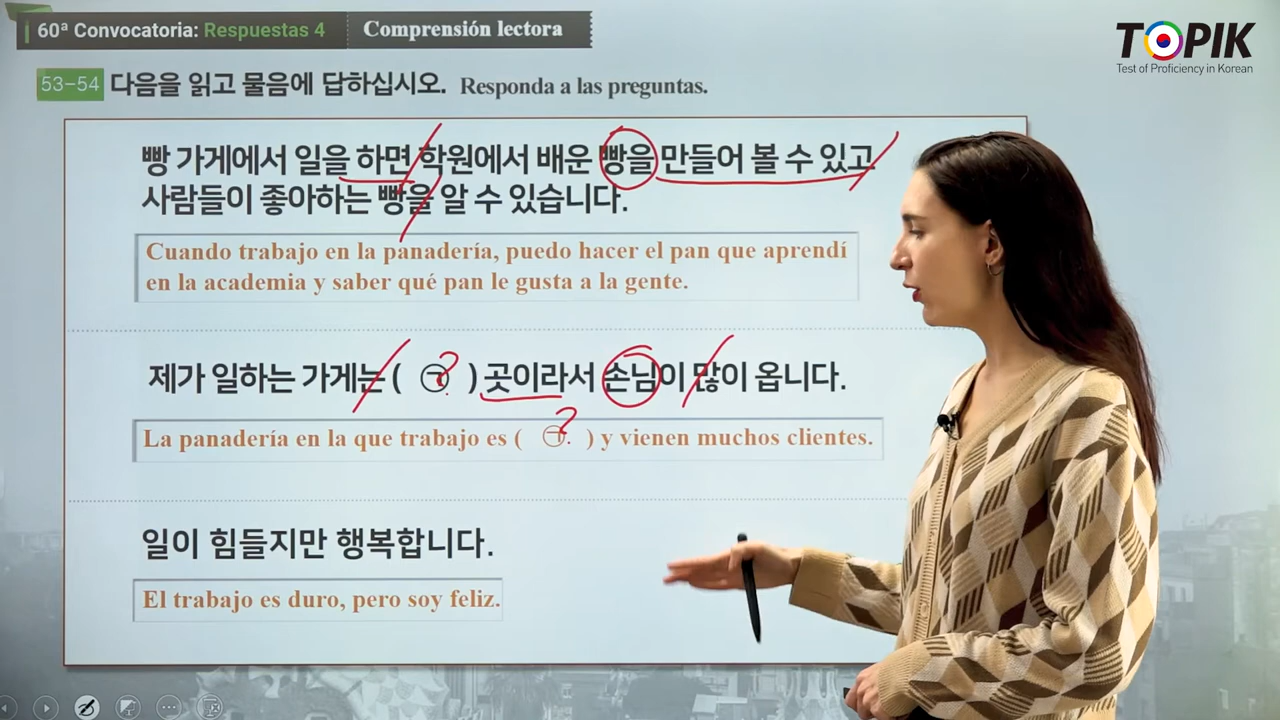 60ª Convocatoria: Respuestas 4
Comprensión lectora
TOPIK
Test of Proficiency in Korean
53-54 다음을 읽고 물음에 답하십시오. Responda a las preguntas.
빵 가게에서 일을 하면 학원에서 배운 빵을 만들어 볼 수 있고
사람들이 좋아하는 빵을 알 수 있습니다.
Cuando trabajo en la panadería, puedo hacer el pan que aprendí
en la academia y saber qué pan le gusta a la gente.
제가 일하는 가게는 ( ㉠ ? ) 곳이라서 손님이 많이 옵니다.
La panadería en la que trabajo es ( ㉠ ? ) y vienen muchos clientes.
일이 힘들지만 행복합니다.
El trabajo es duro, pero soy feliz.